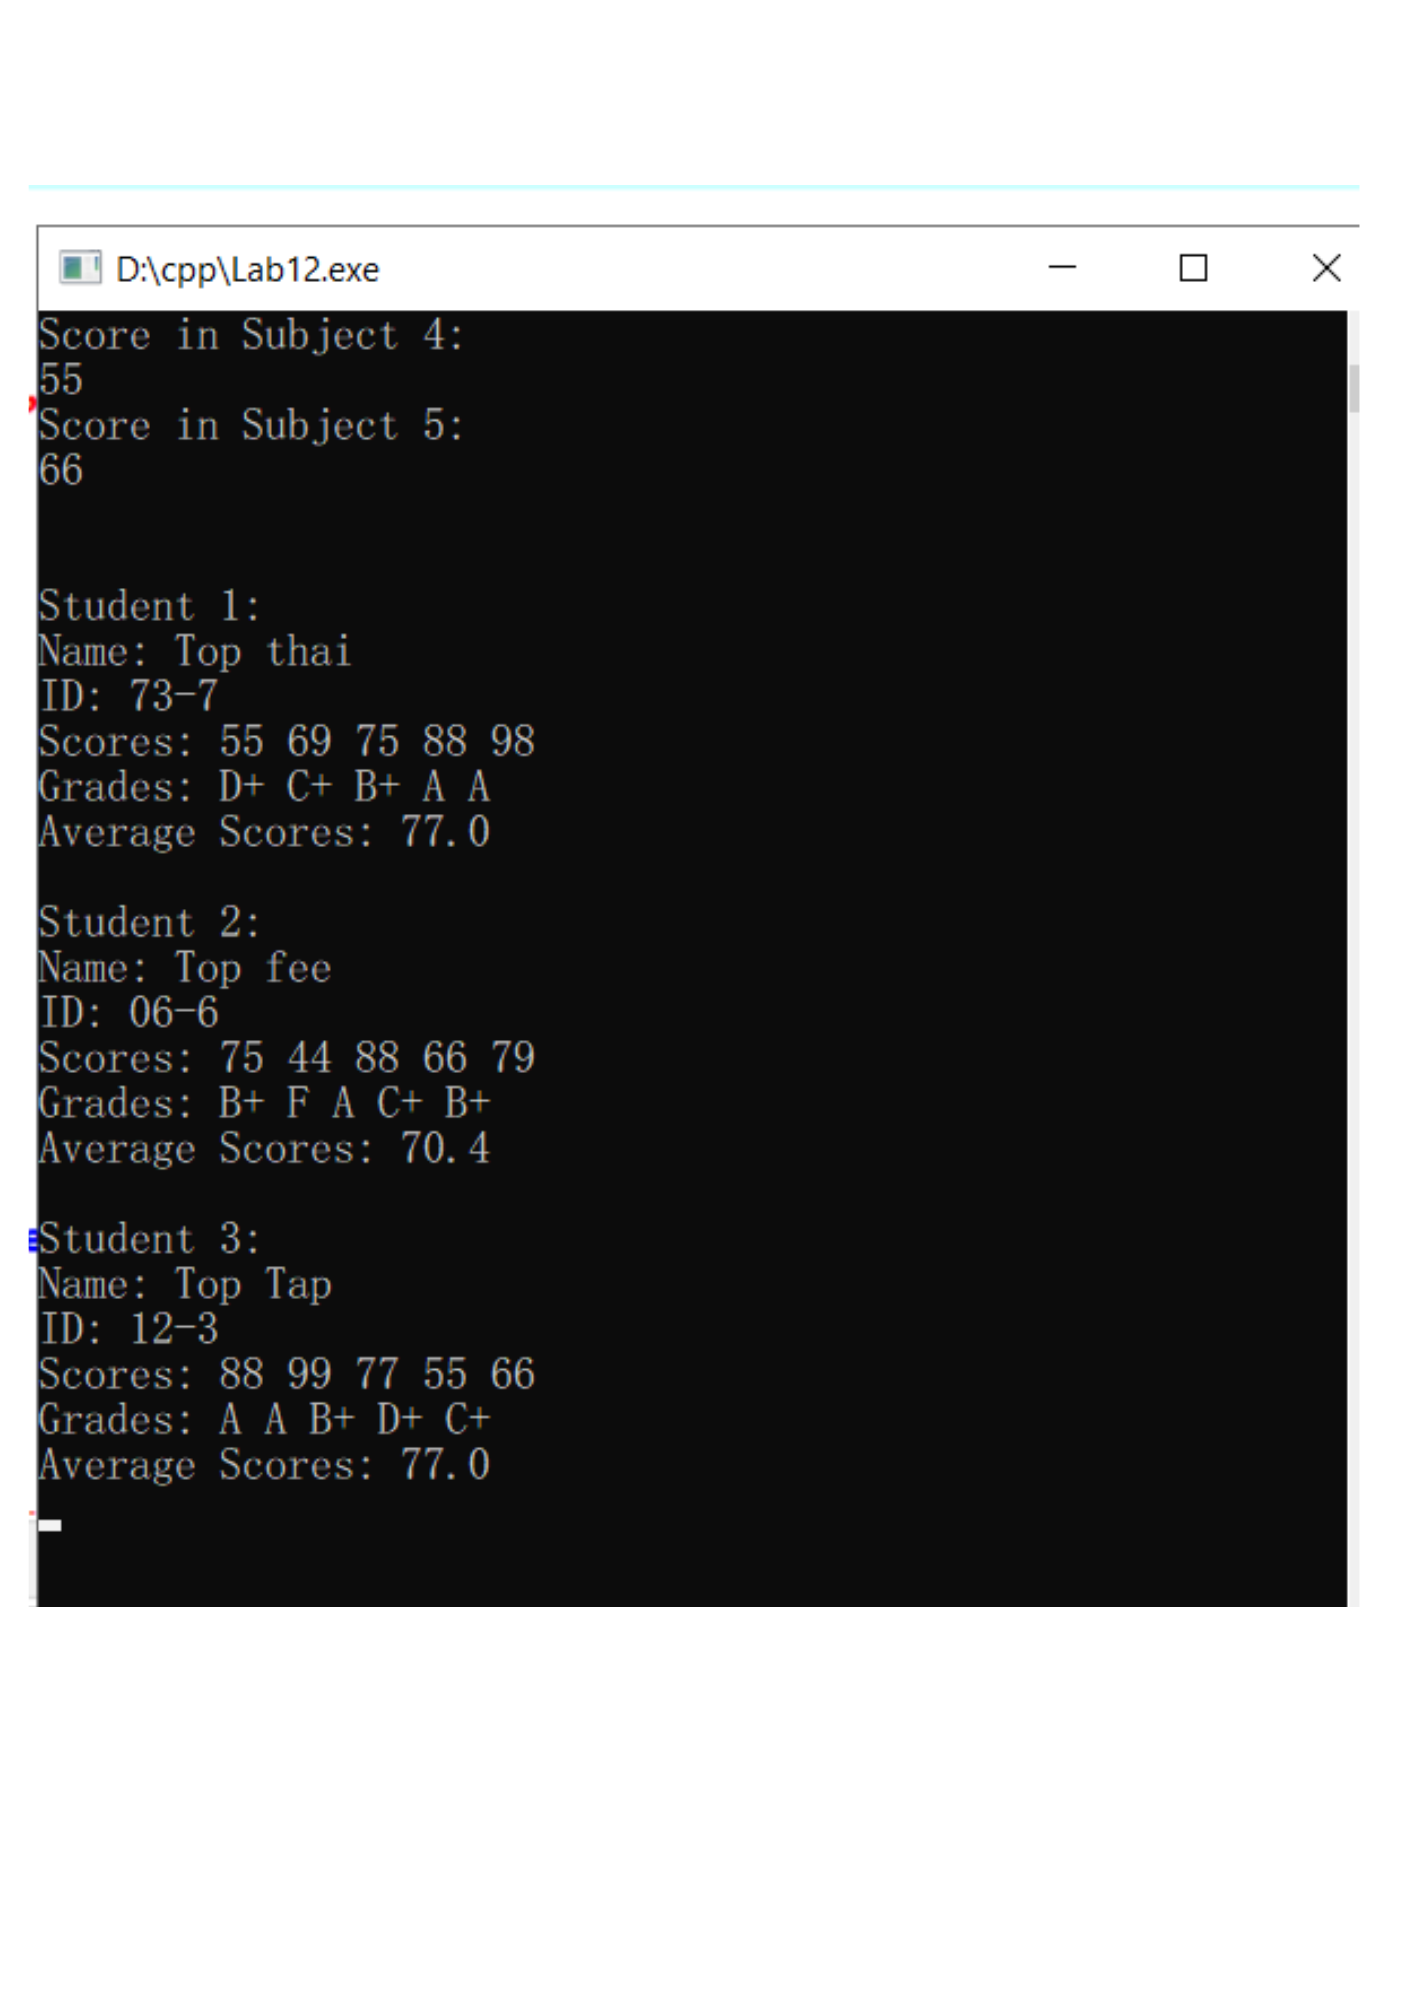 D:\cpp\Lab12.exe
Score in Subject 4:
55
Score in Subject 5:
66
Student 1:
Name: Top thai
ID: 73-7
Scores: 55 69 75 88 98
Grades: D+ C+ B+ A A
Average Scores: 77.0
Student 2:
Name: Top fee
ID: 06-6
Scores: 75 44 88 66 79
Grades: B+ F A C+ B+
Average Scores: 70.4
Student 3:
Name: Top Tap
ID: 12-3
Scores: 88 99 77 55 66
Grades: A A B+ D+ C+
Average Scores: 77.0